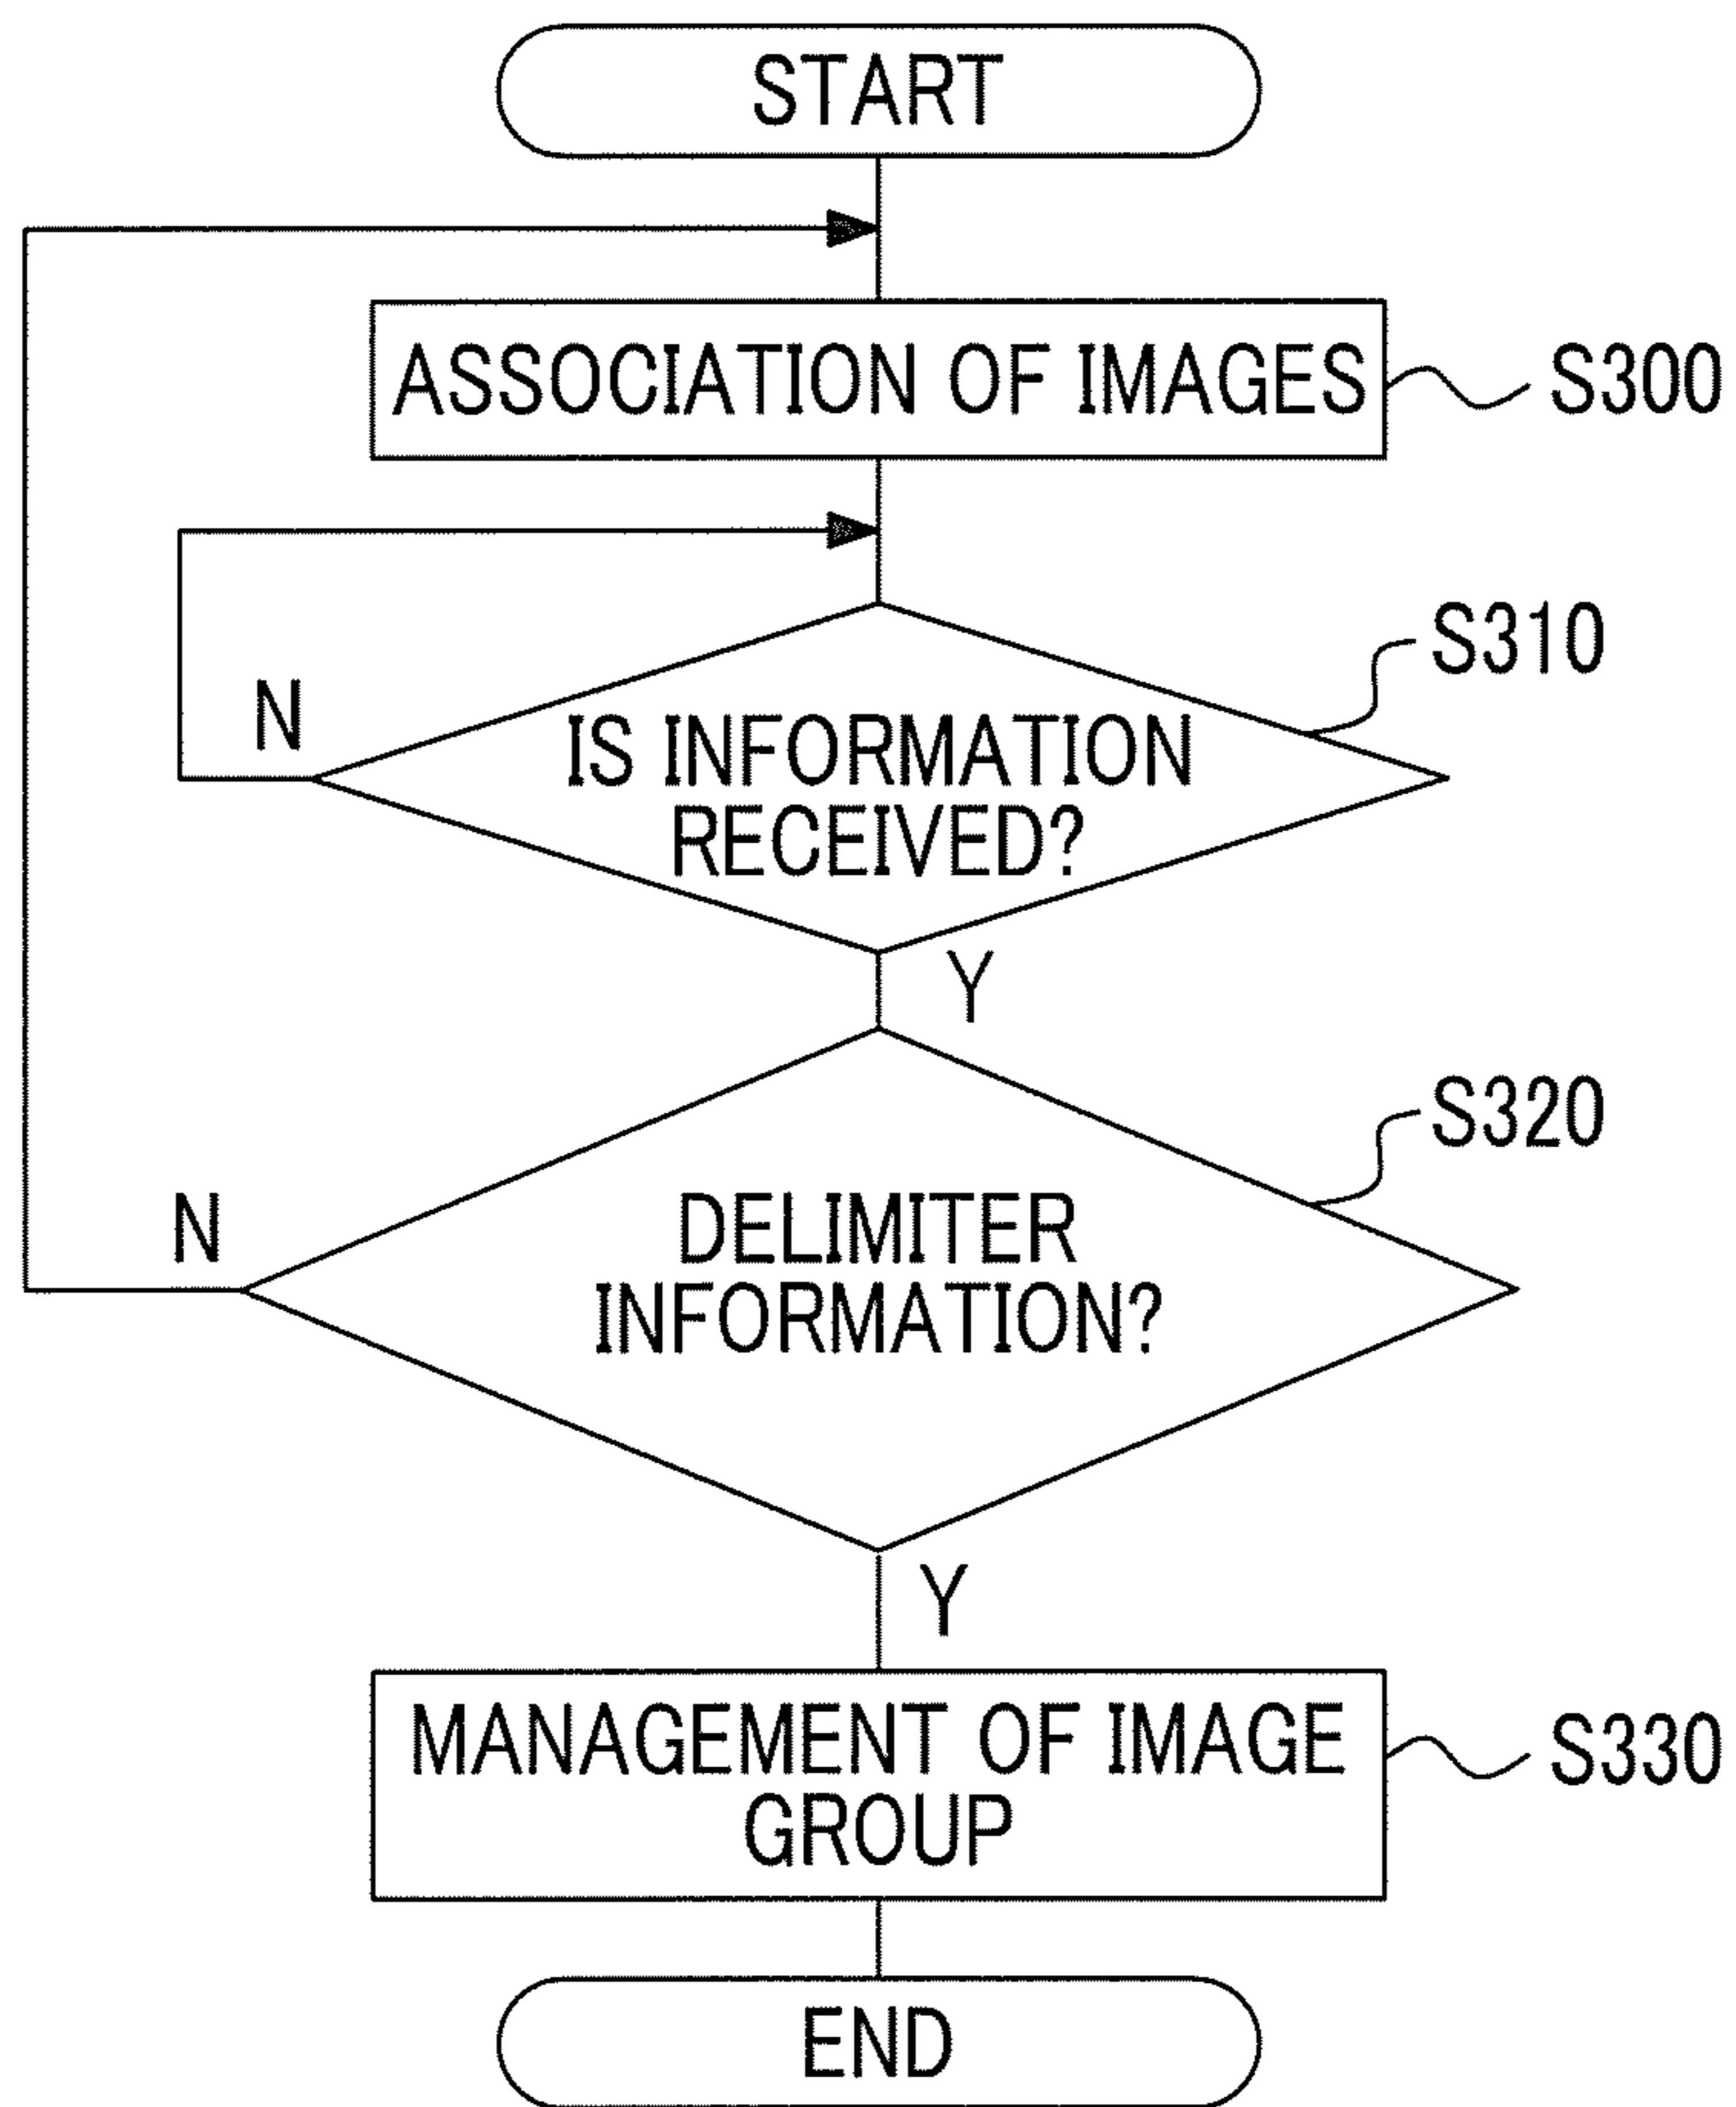 START
ASSOCIATION OF IMAGES
S300
S310
N
IS INFORMATION
RECEIVED?
Y
S320
N
DELIMITER
INFORMATION?
Y
MANAGEMENT OF IMAGE
GROUP
S330
END